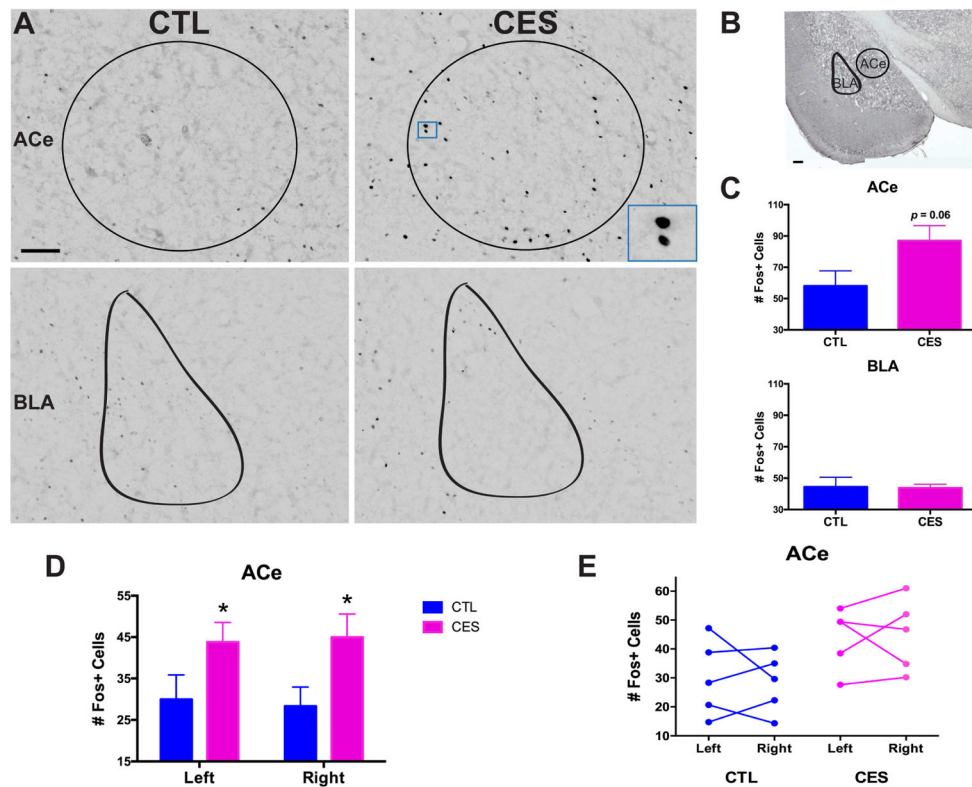 A
CTL
CES
ACe
BLA
B
ACe
BLA
C
ACe
# Fos+ Cells
110
90
70
50
30
p = 0.06
CTL
CES
BLA
# Fos+ Cells
110
90
70
50
30
CTL
CES
D
ACe
# Fos+ Cells
55
45
35
25
15
*
*
Left
Right
CTL
CES
E
ACe
# Fos+ Cells
60
50
40
30
20
10
Left
Right
Left
Right
CTL
CES